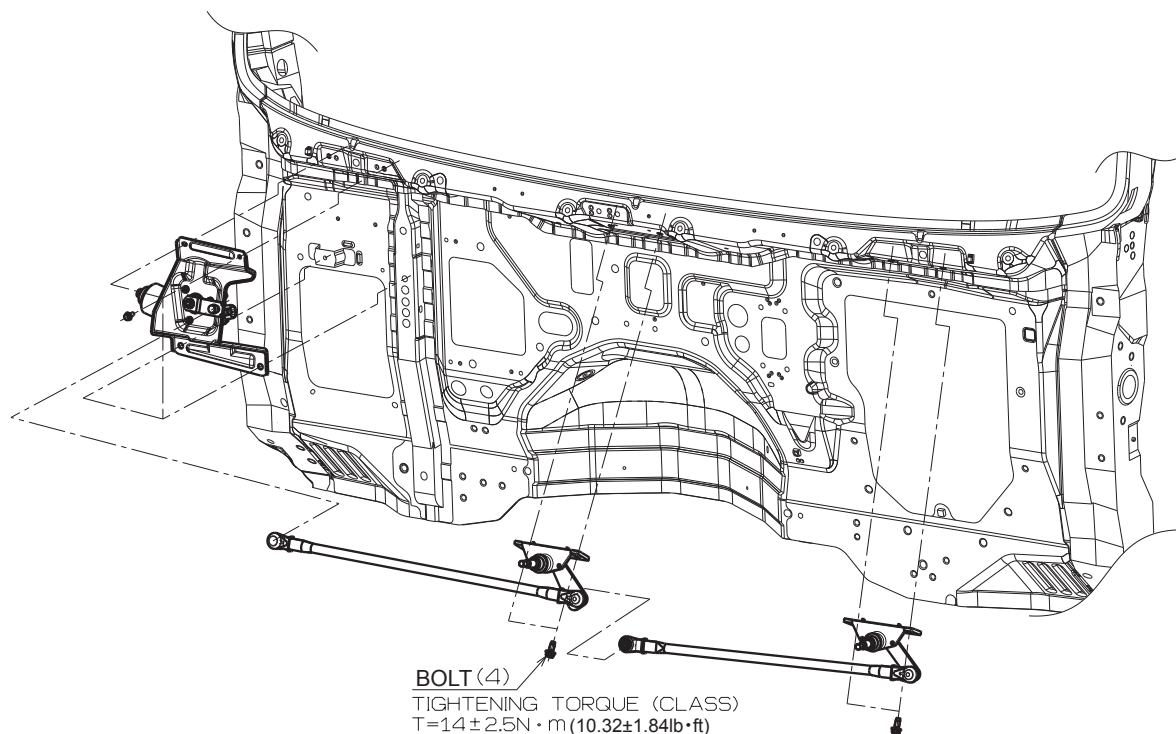 BOLT (4)
TIGHTENING TORQUE (CLASS)
T=14±2.5N・m (10.32±1.84lb・ft)